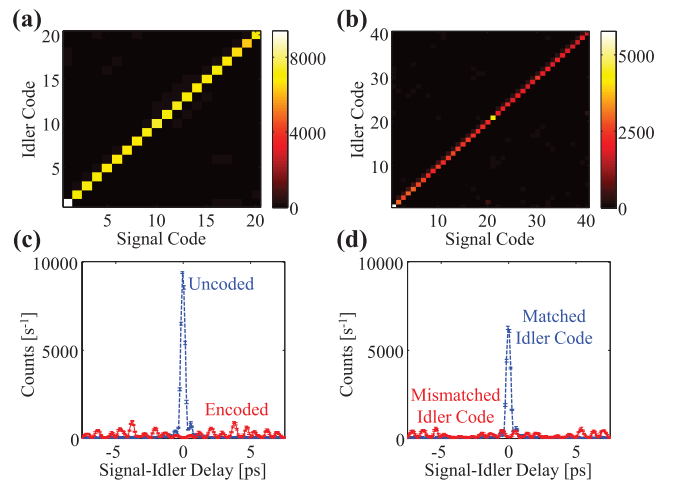 (a)
20
15
10
5
Idler Code
5 10 15 20
Signal Code
8000
4000
0
(b)
40
30
20
10
Idler Code
10 20 30 40
Signal Code
5000
2500
0
(c)
10000
5000
0
Counts [s⁻¹]
Uncoded
Encoded
-5 0 5
Signal-Idler Delay [ps]
(d)
10000
5000
0
Counts [s⁻¹]
Matched
Idler Code
Mismatched
Idler Code
-5 0 5
Signal-Idler Delay [ps]